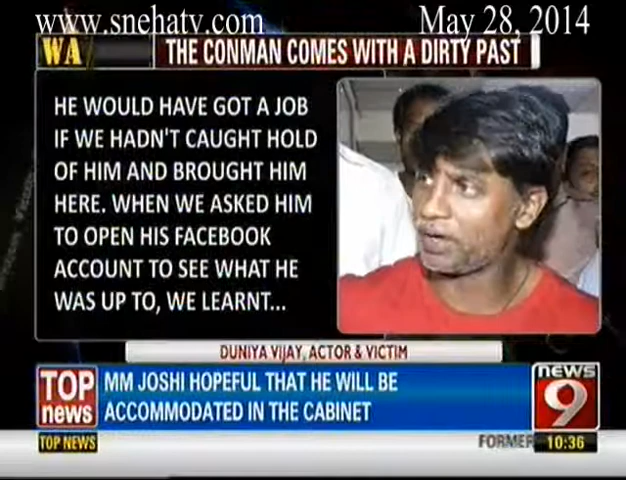 www.snehatv.com
May 28, 2014
WA
THE CONMAN COMES WITH A DIRTY PAST
HE WOULD HAVE GOT A JOB
IF WE HADN'T CAUGHT HOLD
OF HIM AND BROUGHT HIM
HERE. WHEN WE ASKED HIM
TO OPEN HIS FACEBOOK
ACCOUNT TO SEE WHAT HE
WAS UP TO, WE LEARNT...
DUNIYA VIJAY, ACTOR & VICTIM
TOP
news
MM JOSHI HOPEFUL THAT HE WILL BE
ACCOMMODATED IN THE CABINET
NEWS
9
TOP NEWS
FORMER
10:36